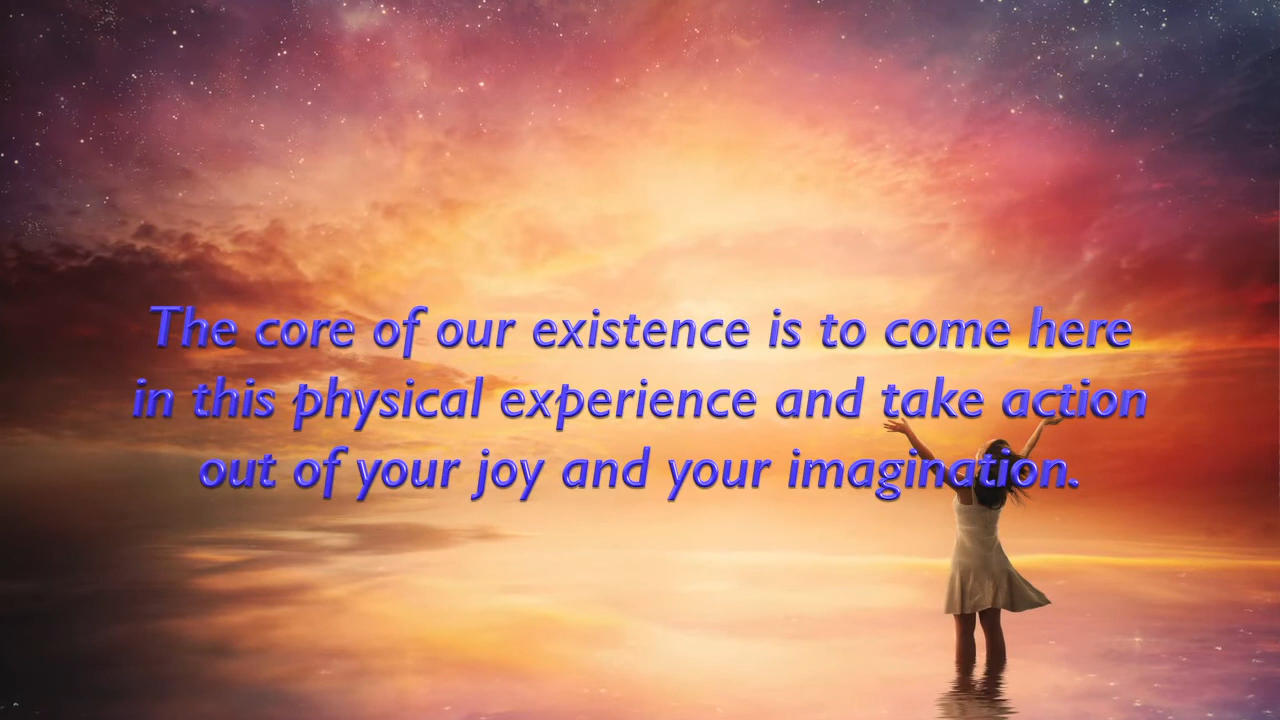 The core of our existence is to come here
in this physical experience and take action
out of your joy and your imagination.